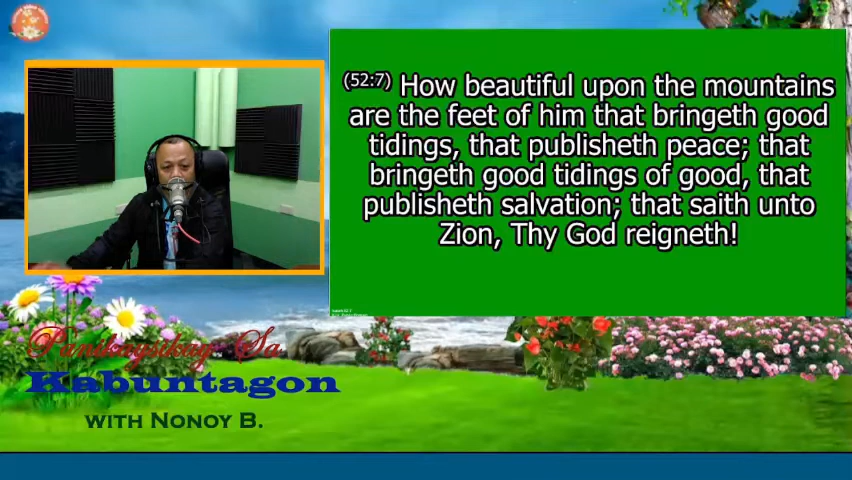 (52:7) How beautiful upon the mountains
are the feet of him that bringeth good
tidings, that publisheth peace; that
bringeth good tidings of good, that
publisheth salvation; that saith unto
Zion, Thy God reigneth!
Panikaysikay Sa
Kabuntagon
WITH NONOY B.